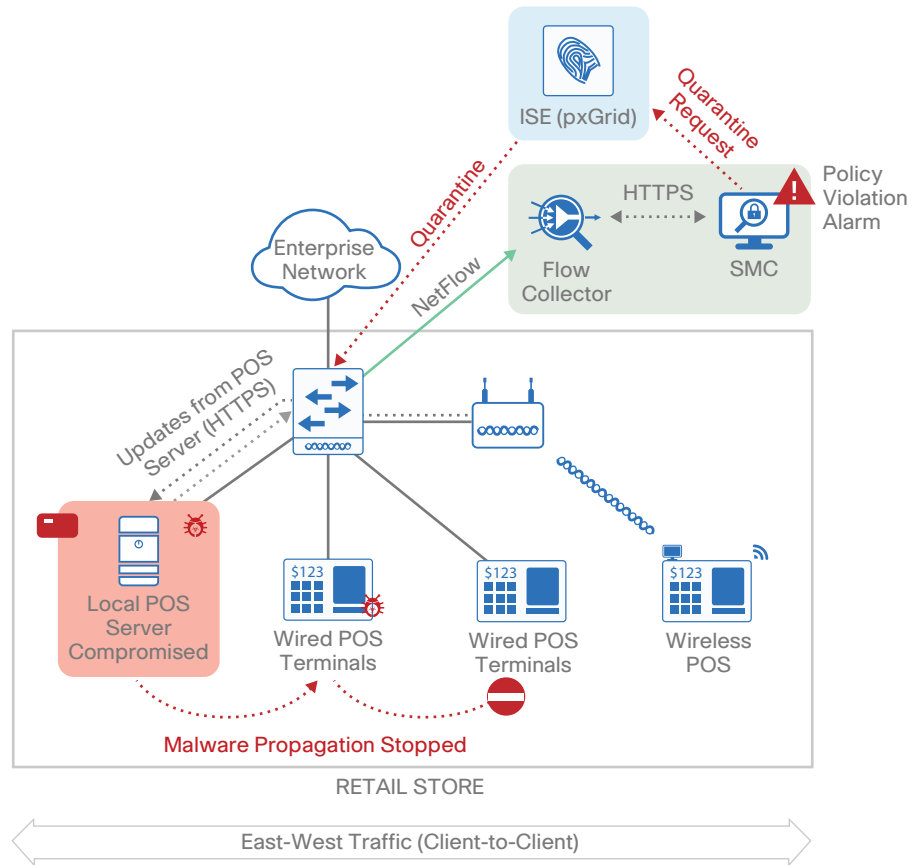 ISE (pxGrid)
Quarantine
Request
Policy
Violation
Alarm
HTTPS
Flow
Collector
SMC
Quarantine
NetFlow
Enterprise
Network
Updates from POS
Server (HTTPS)
Local POS
Server
Compromised
$123
Wired POS
Terminals
$123
Wired POS
Terminals
$123
Wireless
POS
Malware Propagation Stopped
RETAIL STORE
East-West Traffic (Client-to-Client)